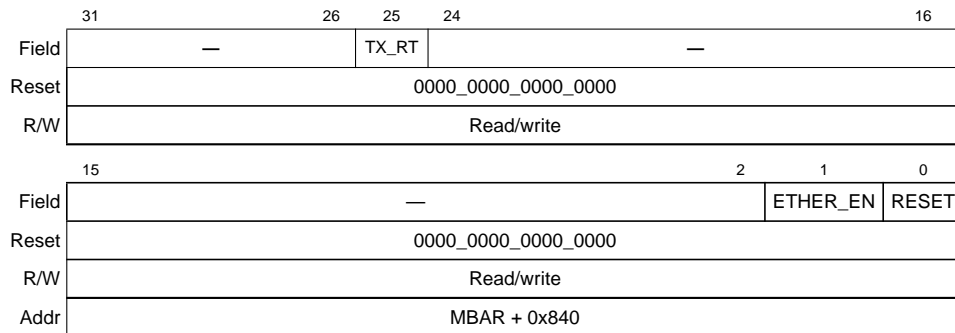 31 26 25 24 16
Field — TX_RT —
Reset 0000_0000_0000_0000
R/W Read/write
15 2 1 0
Field — ETHER_EN RESET
Reset 0000_0000_0000_0000
R/W Read/write
Addr MBAR + 0x840